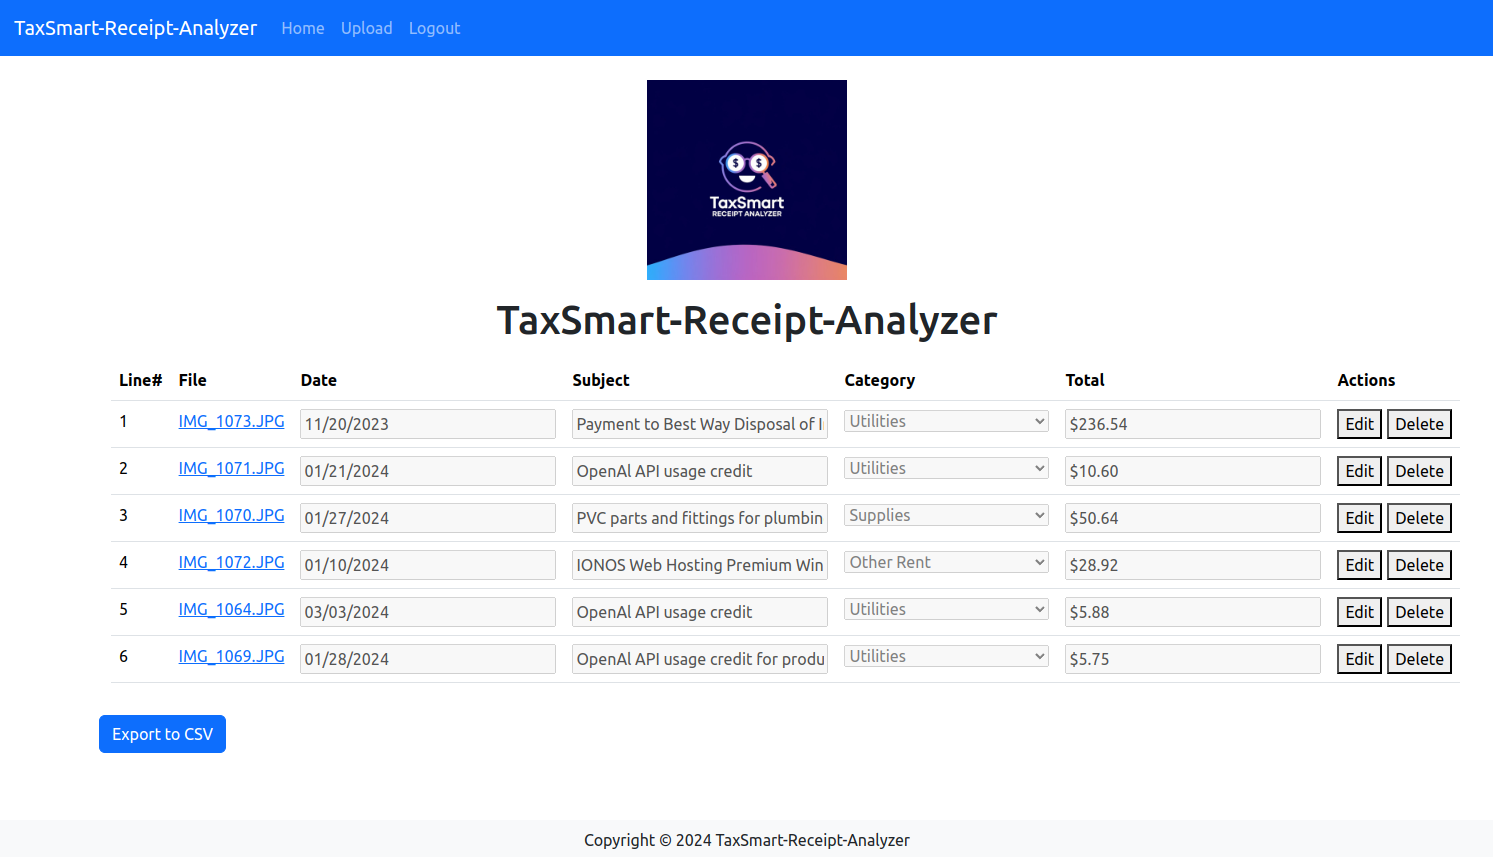 TaxSmart-Receipt-Analyzer Home Upload Logout
$ $
TaxSmart
RECEIPT ANALYZER
TaxSmart-Receipt-Analyzer
Line# File Date Subject Category Total Actions
1 IMG_1073.JPG 11/20/2023 Payment to Best Way Disposal of I Utilities $236.54 Edit Delete
2 IMG_1071.JPG 01/21/2024 OpenAl API usage credit Utilities $10.60 Edit Delete
3 IMG_1070.JPG 01/27/2024 PVC parts and fittings for plumbin Supplies $50.64 Edit Delete
4 IMG_1072.JPG 01/10/2024 IONOS Web Hosting Premium Win Other Rent $28.92 Edit Delete
5 IMG_1064.JPG 03/03/2024 OpenAl API usage credit Utilities $5.88 Edit Delete
6 IMG_1069.JPG 01/28/2024 OpenAl API usage credit for produ Utilities $5.75 Edit Delete
Export to CSV
Copyright © 2024 TaxSmart-Receipt-Analyzer